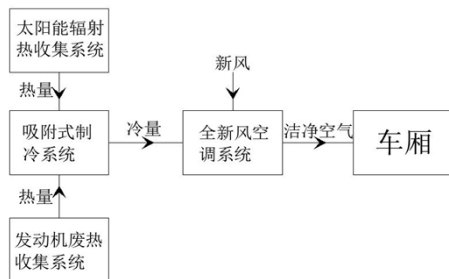 太阳能辐射
热收集系统
热量
新风
吸附式制
冷系统
冷量
全新风空
调系统
洁净空气
车厢
热量
发动机废热
收集系统